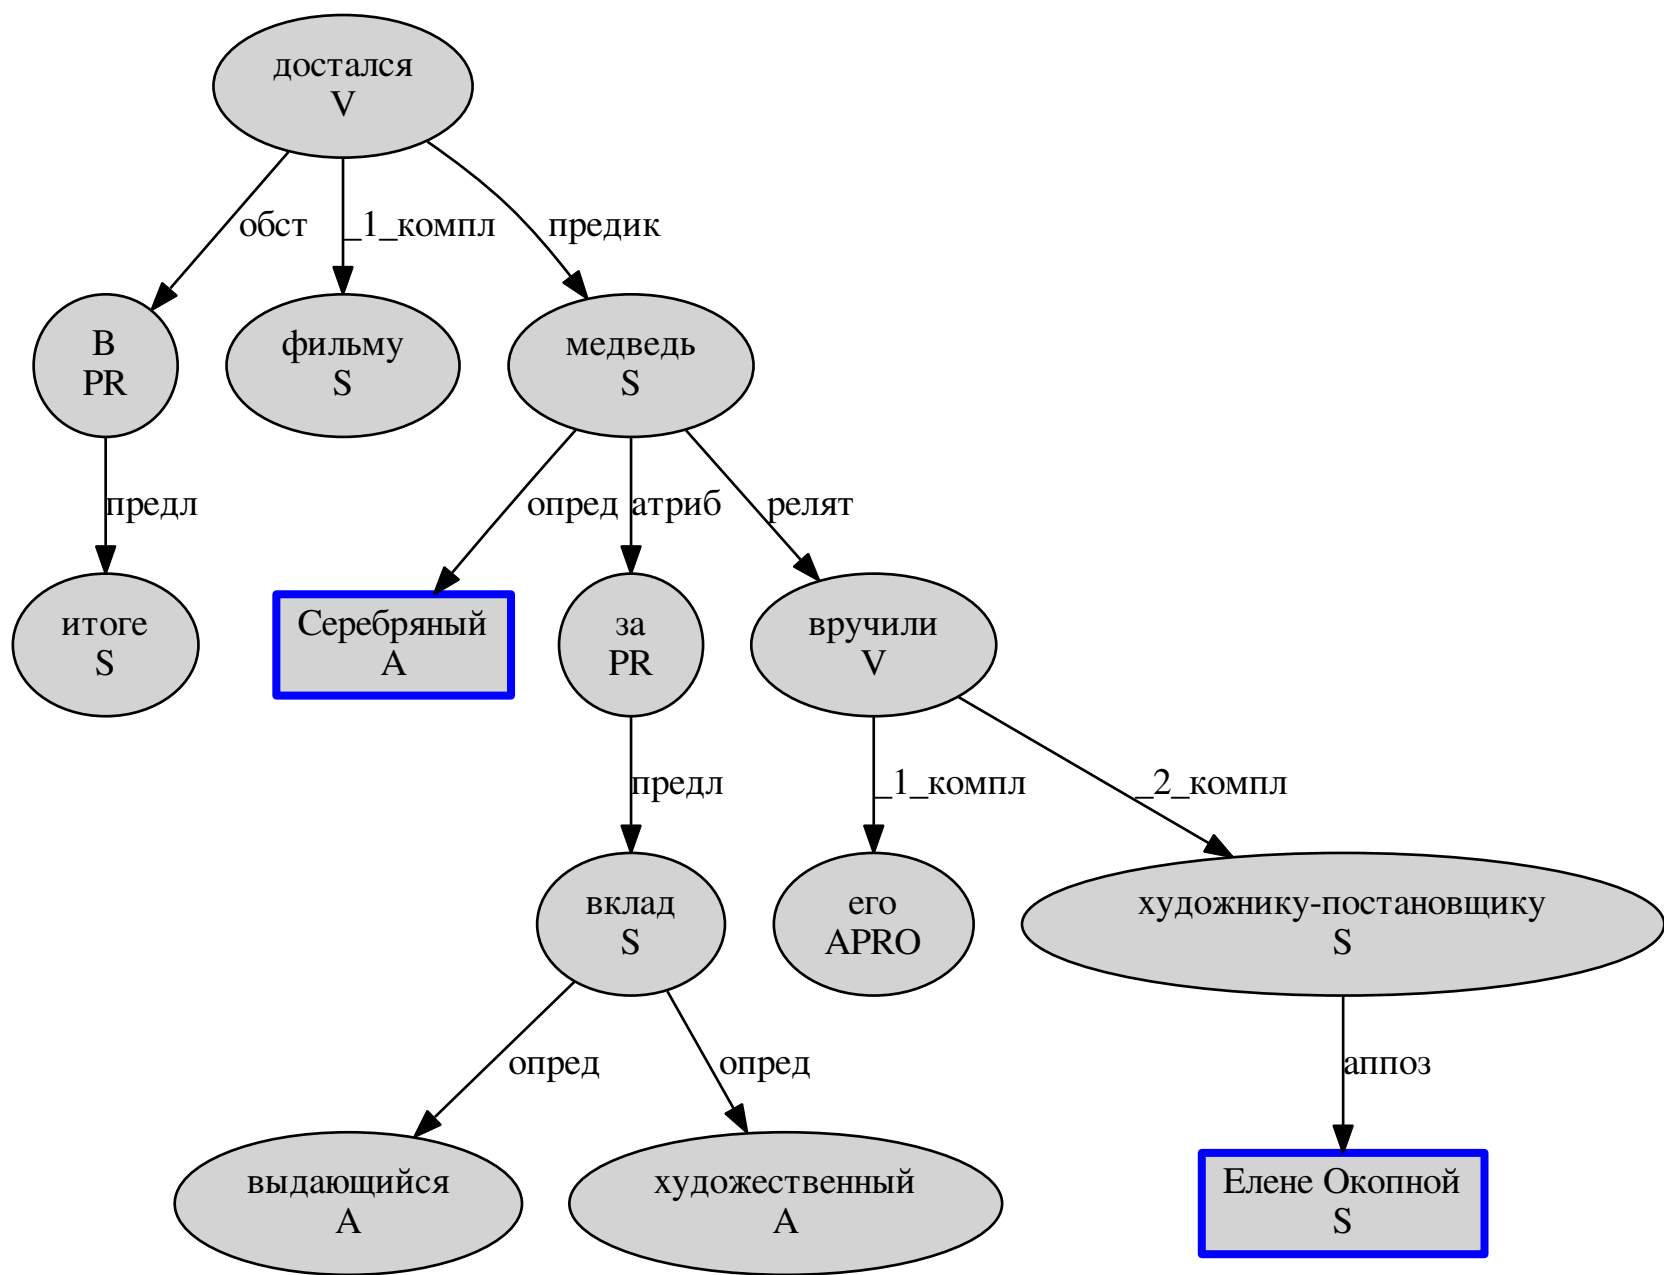 достался
V
обст
_1_компл
предик
В
PR
фильму
S
медведь
S
предл
опред
атриб
релят
итоге
S
Серебряный
A
за
PR
вручили
V
предл
_1_компл
_2_компл
вклад
S
его
APRO
художнику-постановщику
S
опред
опред
аппоз
выдающийся
A
художественный
A
Елене Окопной
S